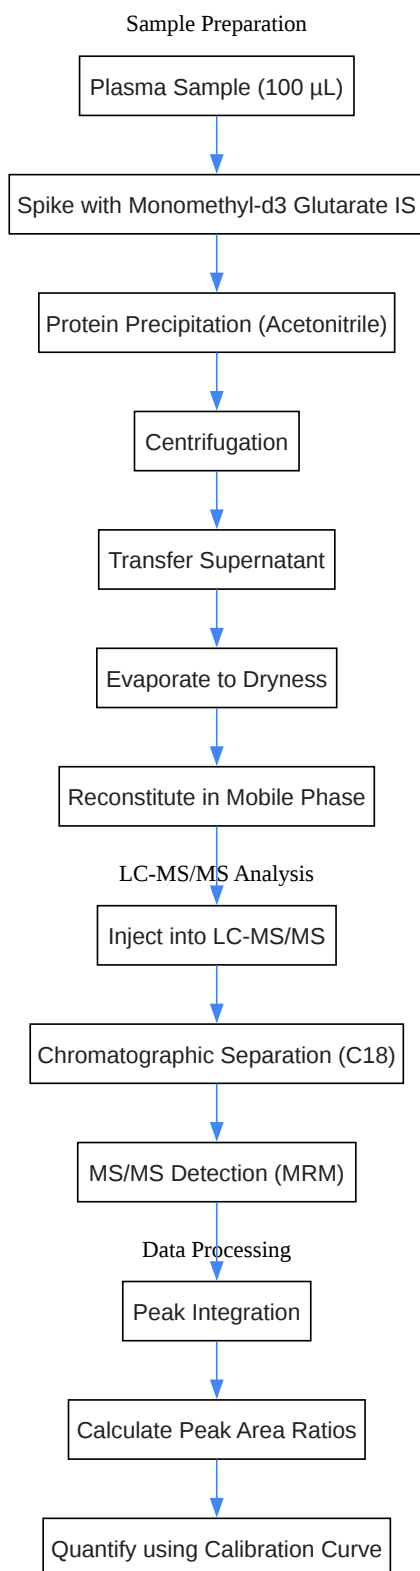 Sample Preparation
Plasma Sample (100 µL)
Spike with Monomethyl-d3 Glutarate IS
Protein Precipitation (Acetonitrile)
Centrifugation
Transfer Supernatant
Evaporate to Dryness
Reconstitute in Mobile Phase
LC-MS/MS Analysis
Inject into LC-MS/MS
Chromatographic Separation (C18)
MS/MS Detection (MRM)
Data Processing
Peak Integration
Calculate Peak Area Ratios
Quantify using Calibration Curve